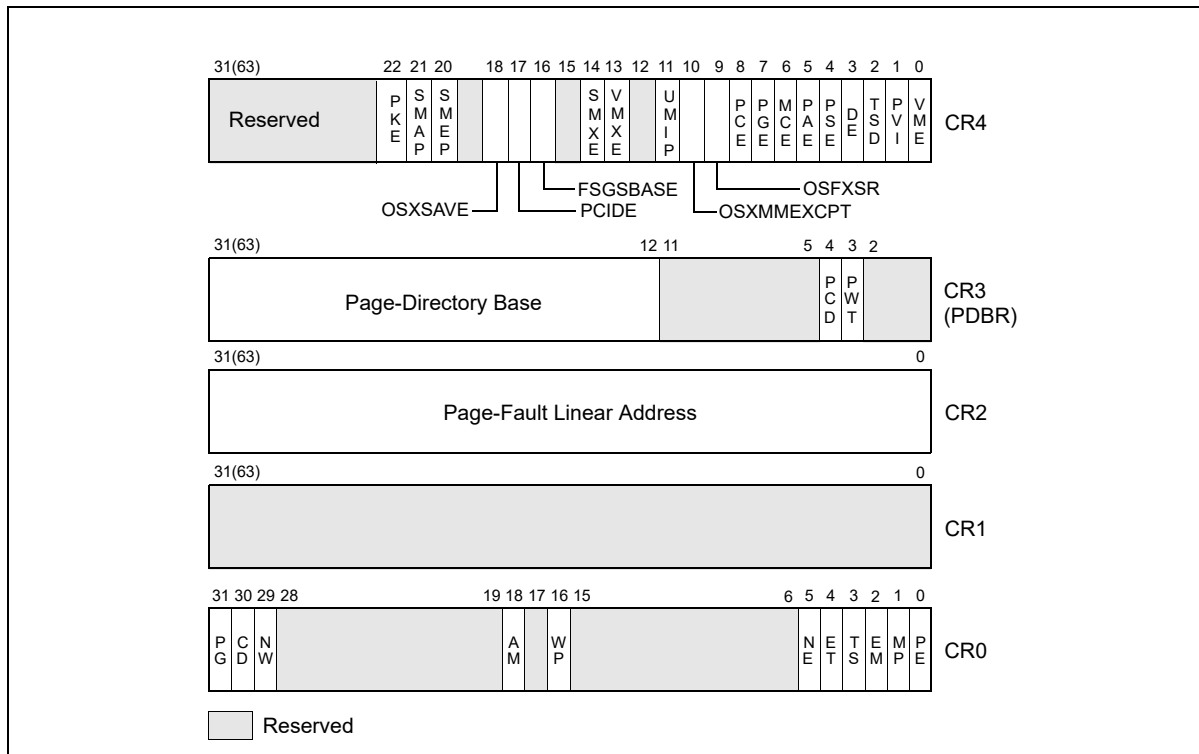 31(63) 22 21 20 18 17 16 15 14 13 12 11 10 9 8 7 6 5 4 3 2 1 0
Reserved PKE SMAP SMEP SMXE VMXE UMIP PCE PGE MCE PAE PSE DE TSD PVI VME CR4
FSGSBASE OSFXSR
OSXSAVE PCIDE OSXMMEXCPT
31(63) 12 11 5 4 3 2
Page-Directory Base PCD PWT CR3
(PDBR)
31(63) 0
Page-Fault Linear Address CR2
31(63) 0
CR1
31 30 29 28 19 18 17 16 15 6 5 4 3 2 1 0
PG CD NW AM WP NE ET TS EM MP PE CR0
Reserved